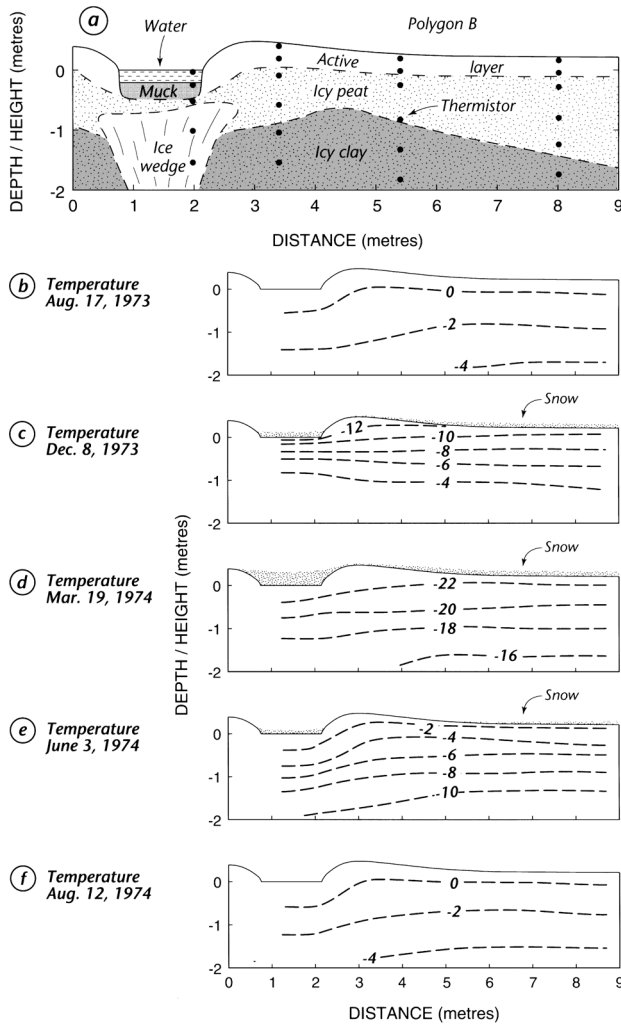 a
Polygon B
Water
Active
layer
Muck
Icy peat
Thermistor
Ice
wedge
Icy clay
DEPTH / HEIGHT (metres)
0
-1
-2
0 1 2 3 4 5 6 7 8 9
DISTANCE (metres)
b
Temperature
Aug. 17, 1973
0
-1
-2
0
-2
-4
c
Temperature
Dec. 8, 1973
Snow
0
-1
-2
-12
-10
-8
-6
-4
DEPTH / HEIGHT (metres)
d
Temperature
Mar. 19, 1974
Snow
0
-1
-2
-22
-20
-18
-16
e
Temperature
June 3, 1974
Snow
0
-1
-2
-2
-4
-6
-8
-10
f
Temperature
Aug. 12, 1974
0
-1
-2
0
-2
-4
0 1 2 3 4 5 6 7 8 9
DISTANCE (metres)